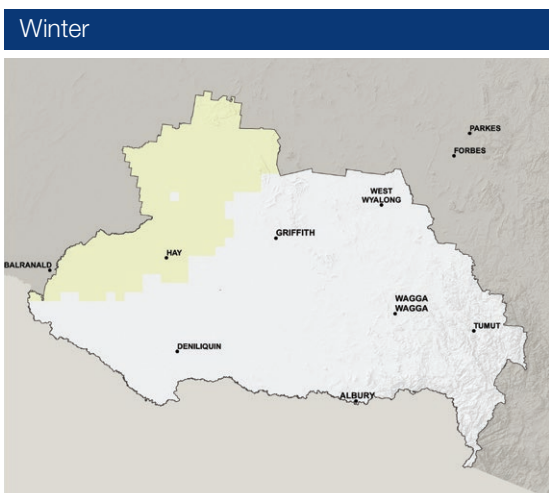 Winter
PARKES
FORBES
WEST
WYALONG
GRIFFITH
HAY
BALRANALD
WAGGA
WAGGA
TUMUT
DENILIQUIN
ALBURY